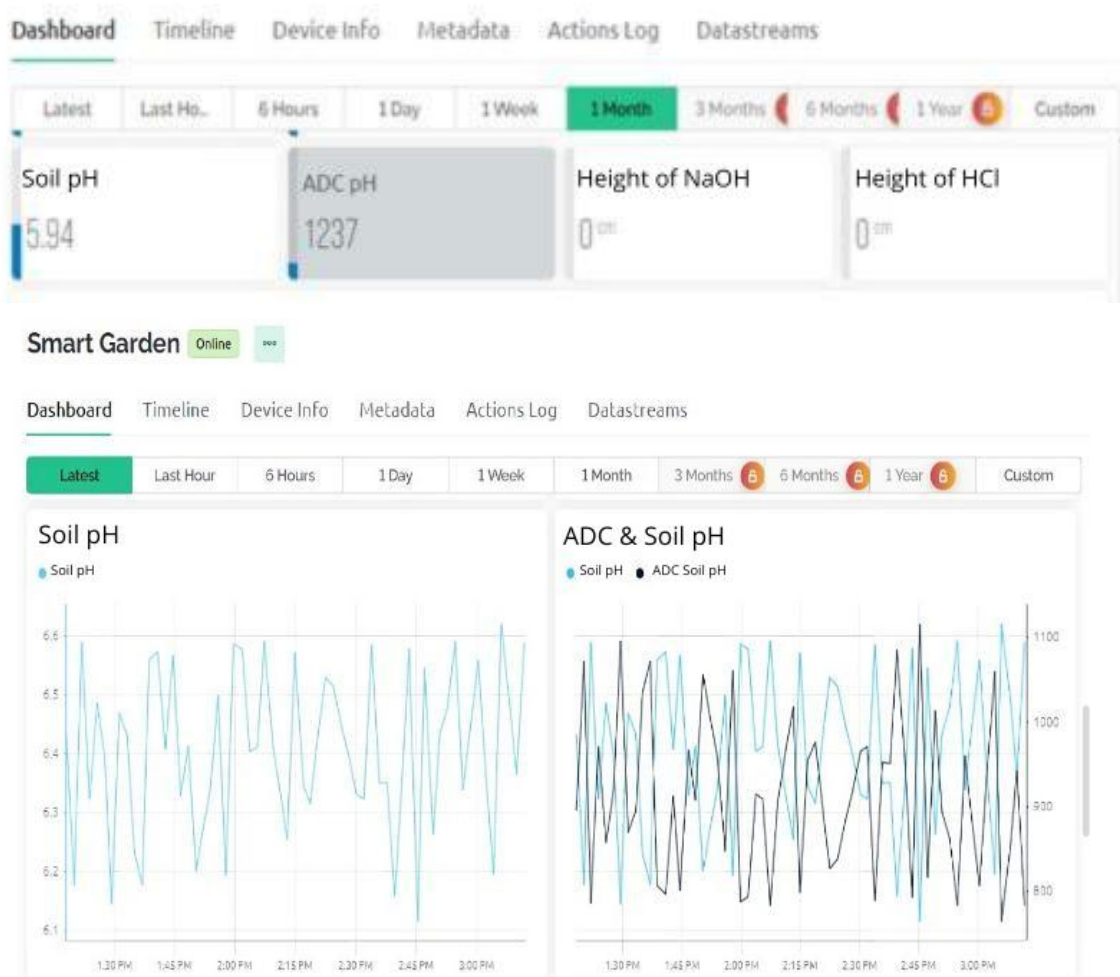 Dashboard Timeline Device Info Metadata Actions Log Datastreams
Latest Last Ho... 6 Hours 1 Day 1 Week 1 Month 3 Months 6 Months 1 Year Custom
Soil pH ADC pH Height of NaOH Height of HCl
5.94 1237 0 cm 0 cm
Smart Garden Online
Dashboard Timeline Device Info Metadata Actions Log Datastreams
Latest Last Hour 6 Hours 1 Day 1 Week 1 Month 3 Months 6 Months 1 Year Custom
Soil pH ADC & Soil pH
Soil pH Soil pH ADC Soil pH
6.6 1100
6.5
1000
6.4
6.3 900
6.2
800
6.1
1:30 PM 1:45 PM 2:00 PM 2:15 PM 2:30 PM 2:45 PM 3:00 PM 1:30 PM 1:45 PM 2:00 PM 2:15 PM 2:30 PM 2:45 PM 3:00 PM